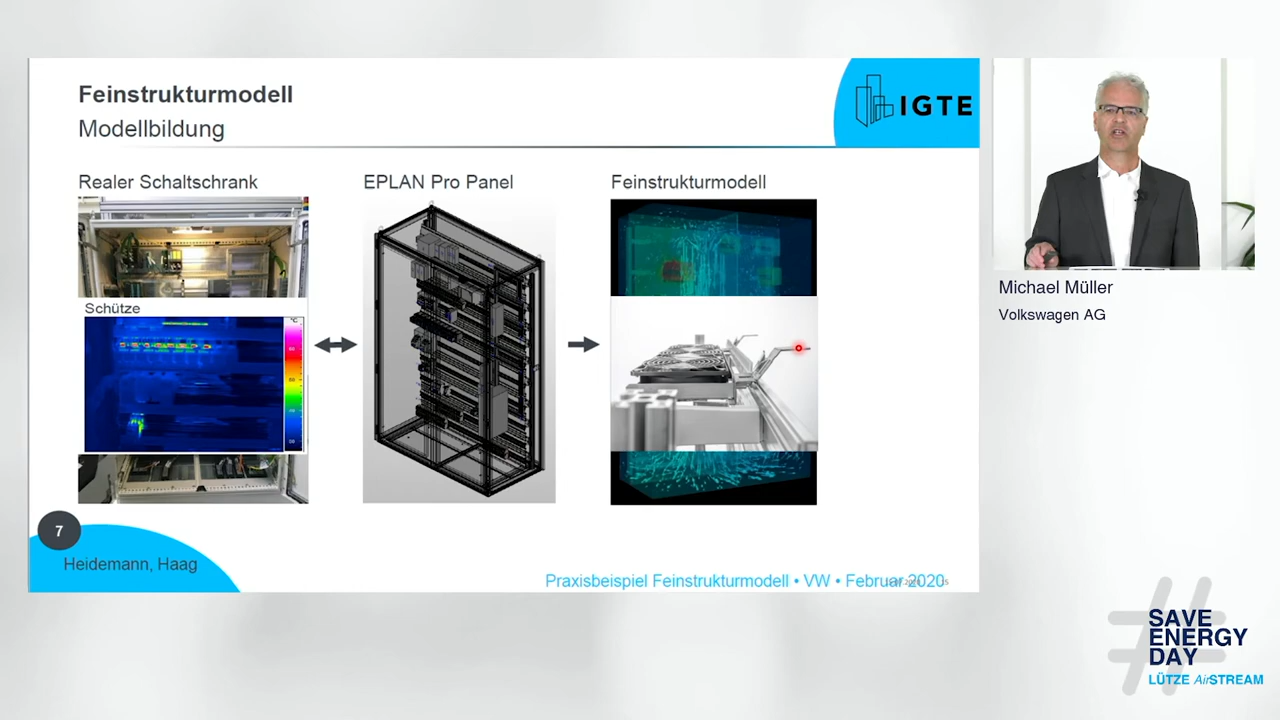 Feinstrukturmodell
Modellbildung
IGTE
Realer Schaltschrank
EPLAN Pro Panel
Feinstrukturmodell
Schütze
°C
7
Heidemann, Haag
Praxisbeispiel Feinstrukturmodell • VW • Februar 2020
Michael Müller
Volkswagen AG
#
SAVE
ENERGY
DAY
LÜTZE AirSTREAM